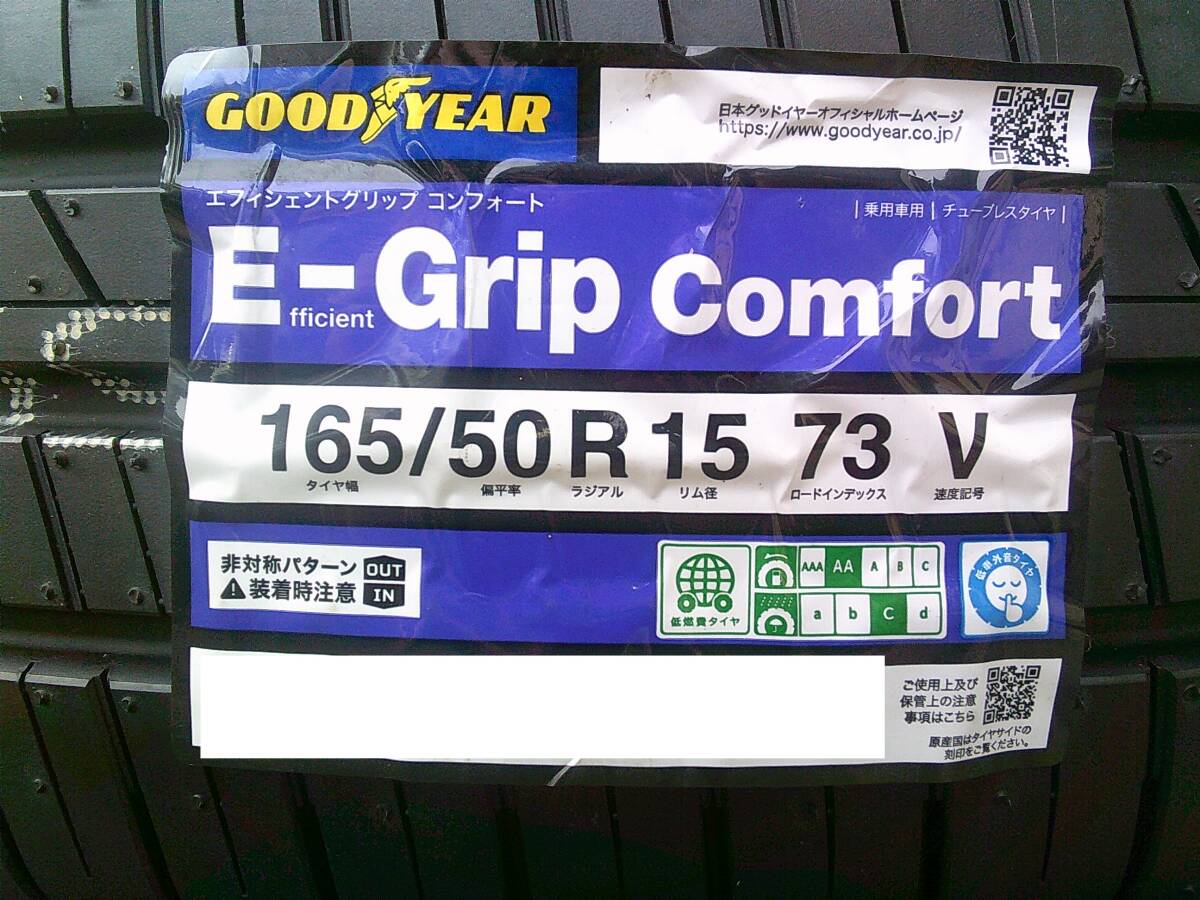 GOOD YEAR
日本グッドイヤーオフィシャルホームページ
https://www.goodyear.co.jp/
エフィシェントグリップ コンフォート
| 乗用車用 | チューブレスタイヤ |
E-Grip Comfort
fficient
165/50 R 15 73 V
タイヤ幅 偏平率 ラジアル リム径 ロードインデックス 速度記号
非対称パターン OUT
装着時注意 IN
AAA AA A B C
低燃費タイヤ a b c d
低車外音タイヤ
ご使用上及び
保管上の注意
事項はこちら
原産国はタイヤサイドの
刻印をご覧ください。